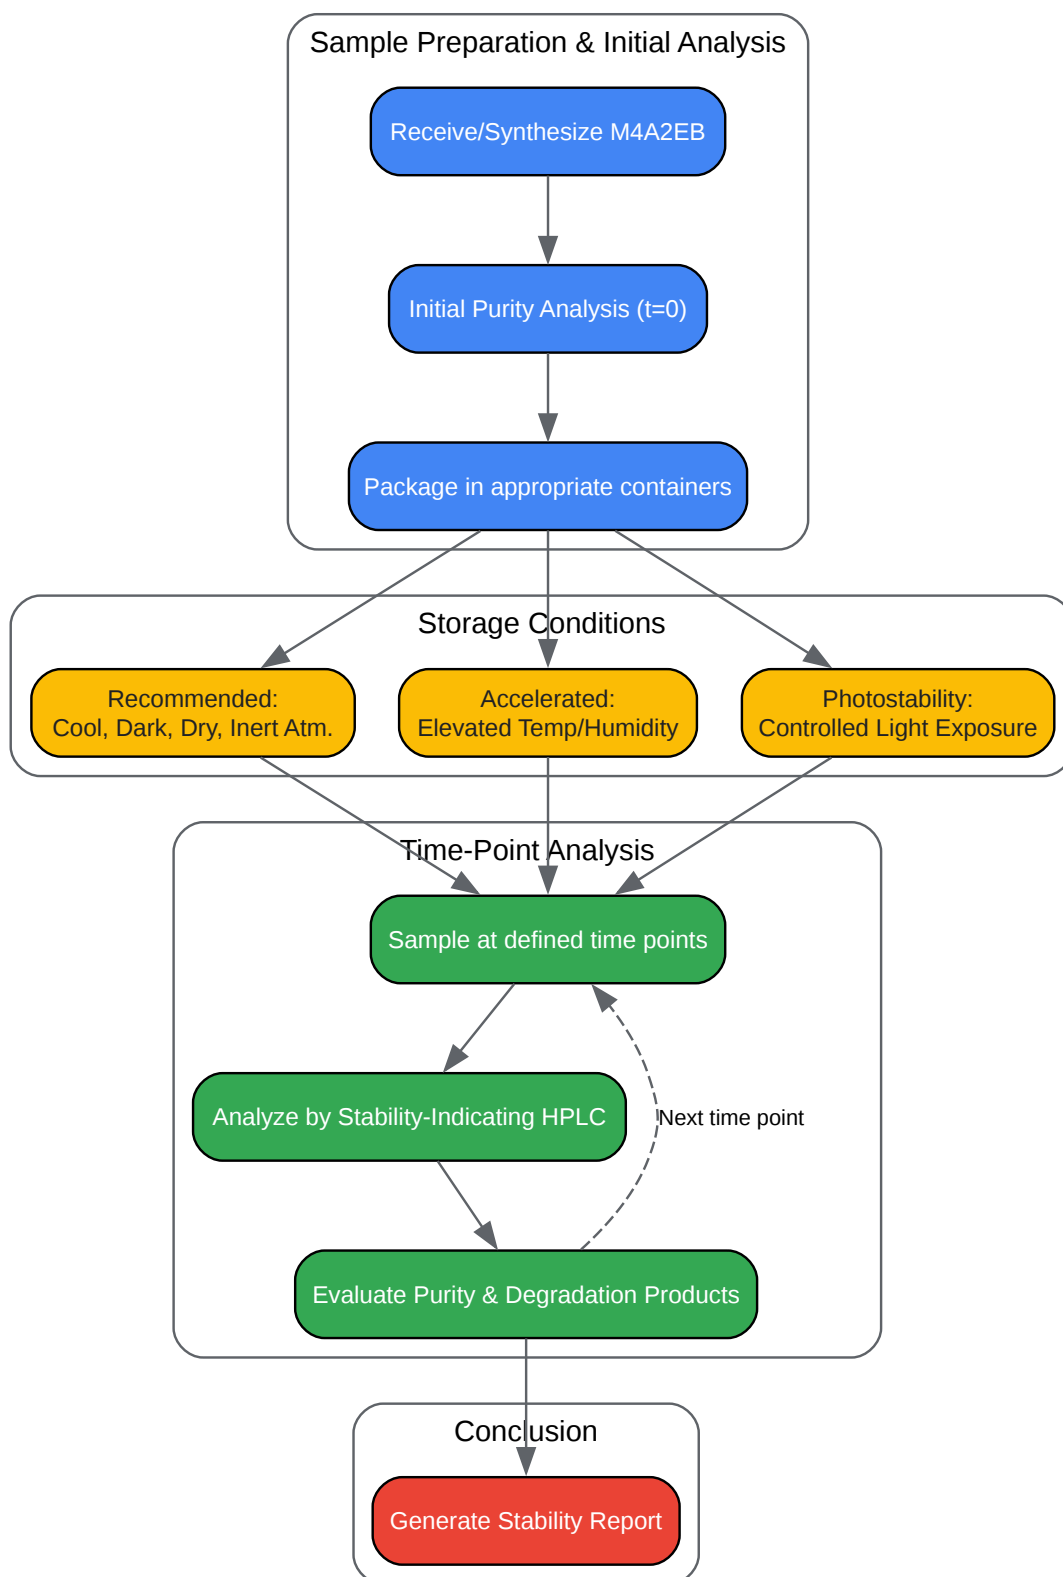 Sample Preparation & Initial Analysis
Receive/Synthesize M4A2EB
Initial Purity Analysis (t=0)
Package in appropriate containers
Storage Conditions
Recommended:
Cool, Dark, Dry, Inert Atm.
Accelerated:
Elevated Temp/Humidity
Photostability:
Controlled Light Exposure
Time-Point Analysis
Sample at defined time points
Analyze by Stability-Indicating HPLC
Next time point
Evaluate Purity & Degradation Products
Conclusion
Generate Stability Report